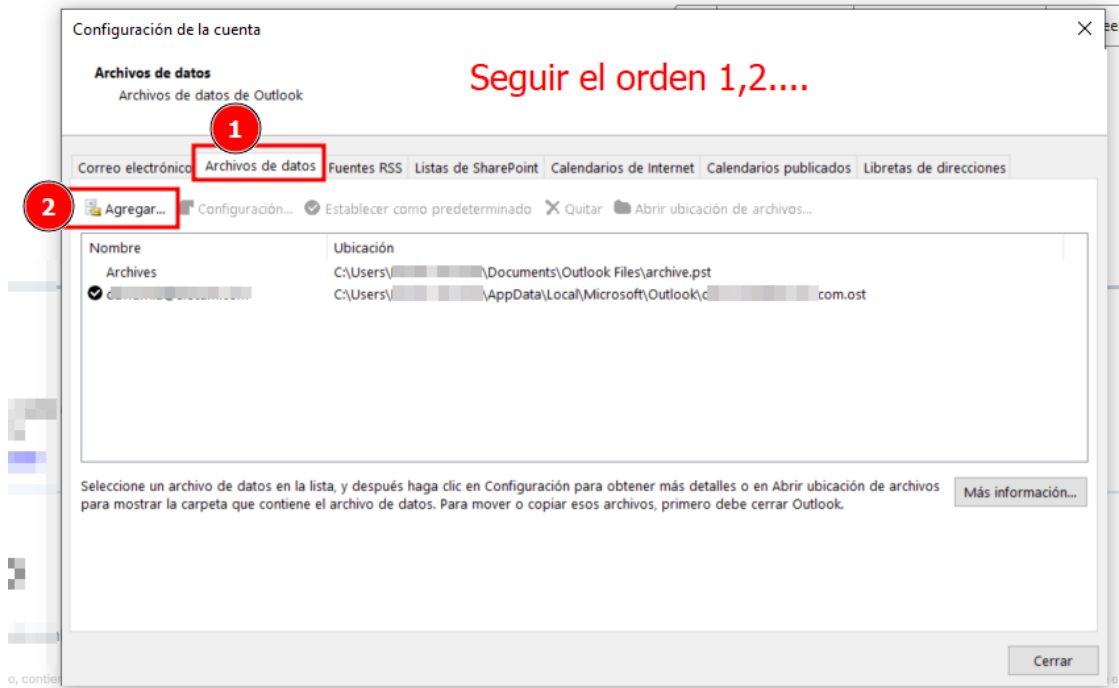 Configuración de la cuenta
Archivos de datos
Archivos de datos de Outlook
Seguir el orden 1,2....
1
Correo electrónico Archivos de datos Fuentes RSS Listas de SharePoint Calendarios de Internet Calendarios publicados Libretas de direcciones
2 Agregar... Configuración... Establecer como predeterminado Quitar Abrir ubicación de archivos...
Nombre Ubicación
Archives C:\Users\ \Documents\Outlook Files\archive.pst
C:\Users\ \AppData\Local\Microsoft\Outlook\ com.ost
Seleccione un archivo de datos en la lista, y después haga clic en Configuración para obtener más detalles o en Abrir ubicación de archivos
para mostrar la carpeta que contiene el archivo de datos. Para mover o copiar esos archivos, primero debe cerrar Outlook.
Más información...
Cerrar